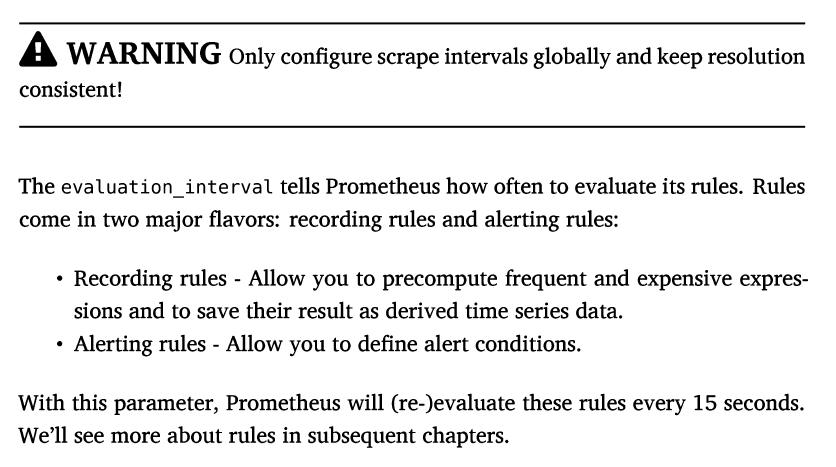 WARNING Only configure scrape intervals globally and keep resolution
consistent!
The evaluation_interval tells Prometheus how often to evaluate its rules. Rules
come in two major flavors: recording rules and alerting rules:
• Recording rules - Allow you to precompute frequent and expensive expres-
sions and to save their result as derived time series data.
• Alerting rules - Allow you to define alert conditions.
With this parameter, Prometheus will (re-)evaluate these rules every 15 seconds.
We’ll see more about rules in subsequent chapters.